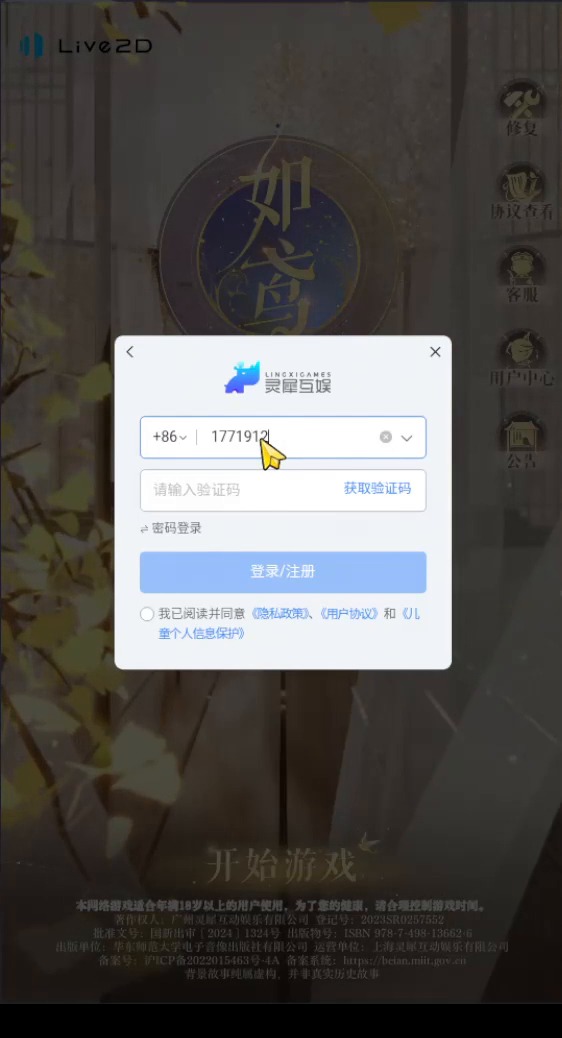 Live2D
如
鸢
修复
协议查看
客服
用户中心
公告
LINGXIGAMES
灵犀互娱
+86 1771912
请输入验证码 获取验证码
⇌ 密码登录
登录/注册
我已阅读并同意《隐私政策》、《用户协议》和《儿
童个人信息保护》
开始游戏
本网络游戏适合年满18岁以上的用户使用，为了您的健康，请合理控制游戏时间。
著作权人：广州灵犀互动娱乐有限公司 登记号：2023SR0257552
批准文号：国新出审［2024］1324号 出版物号：ISBN 978-7-498-13662-6
出版单位：华东师范大学电子音像出版社有限公司 运营单位：上海灵犀互动娱乐有限公司
备案号：沪ICP备2022015463号-4A 备案系统：https://beian.miit.gov.cn
背景故事纯属虚构，并非真实历史故事